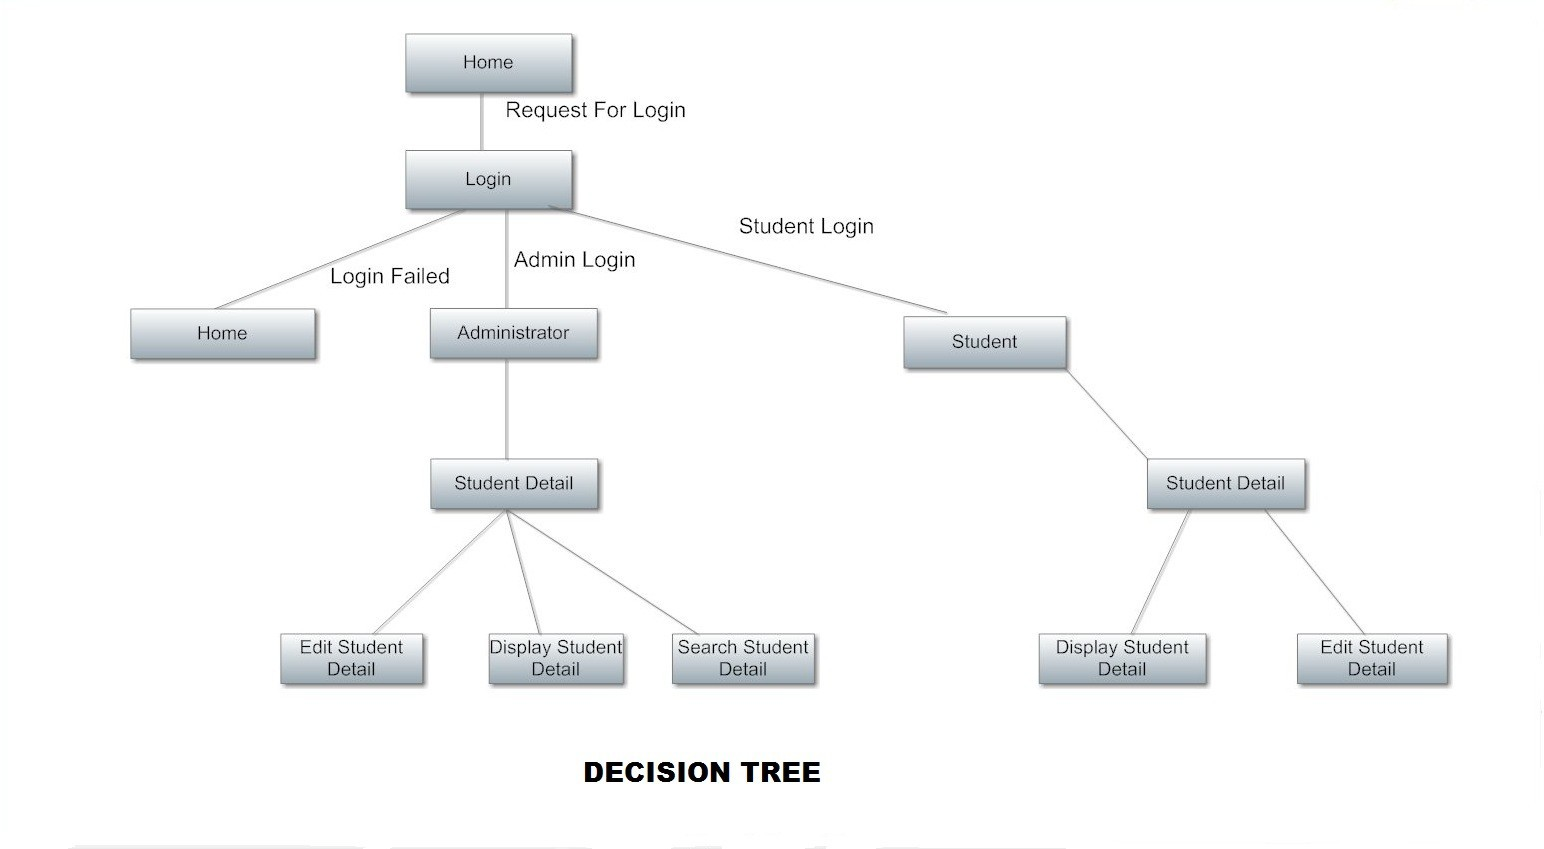 Home
Request For Login
Login
Student Login
Admin Login
Login Failed
Home
Administrator
Student
Student Detail
Student Detail
Edit Student
Detail
Display Student
Detail
Search Student
Detail
Display Student
Detail
Edit Student
Detail
DECISION TREE